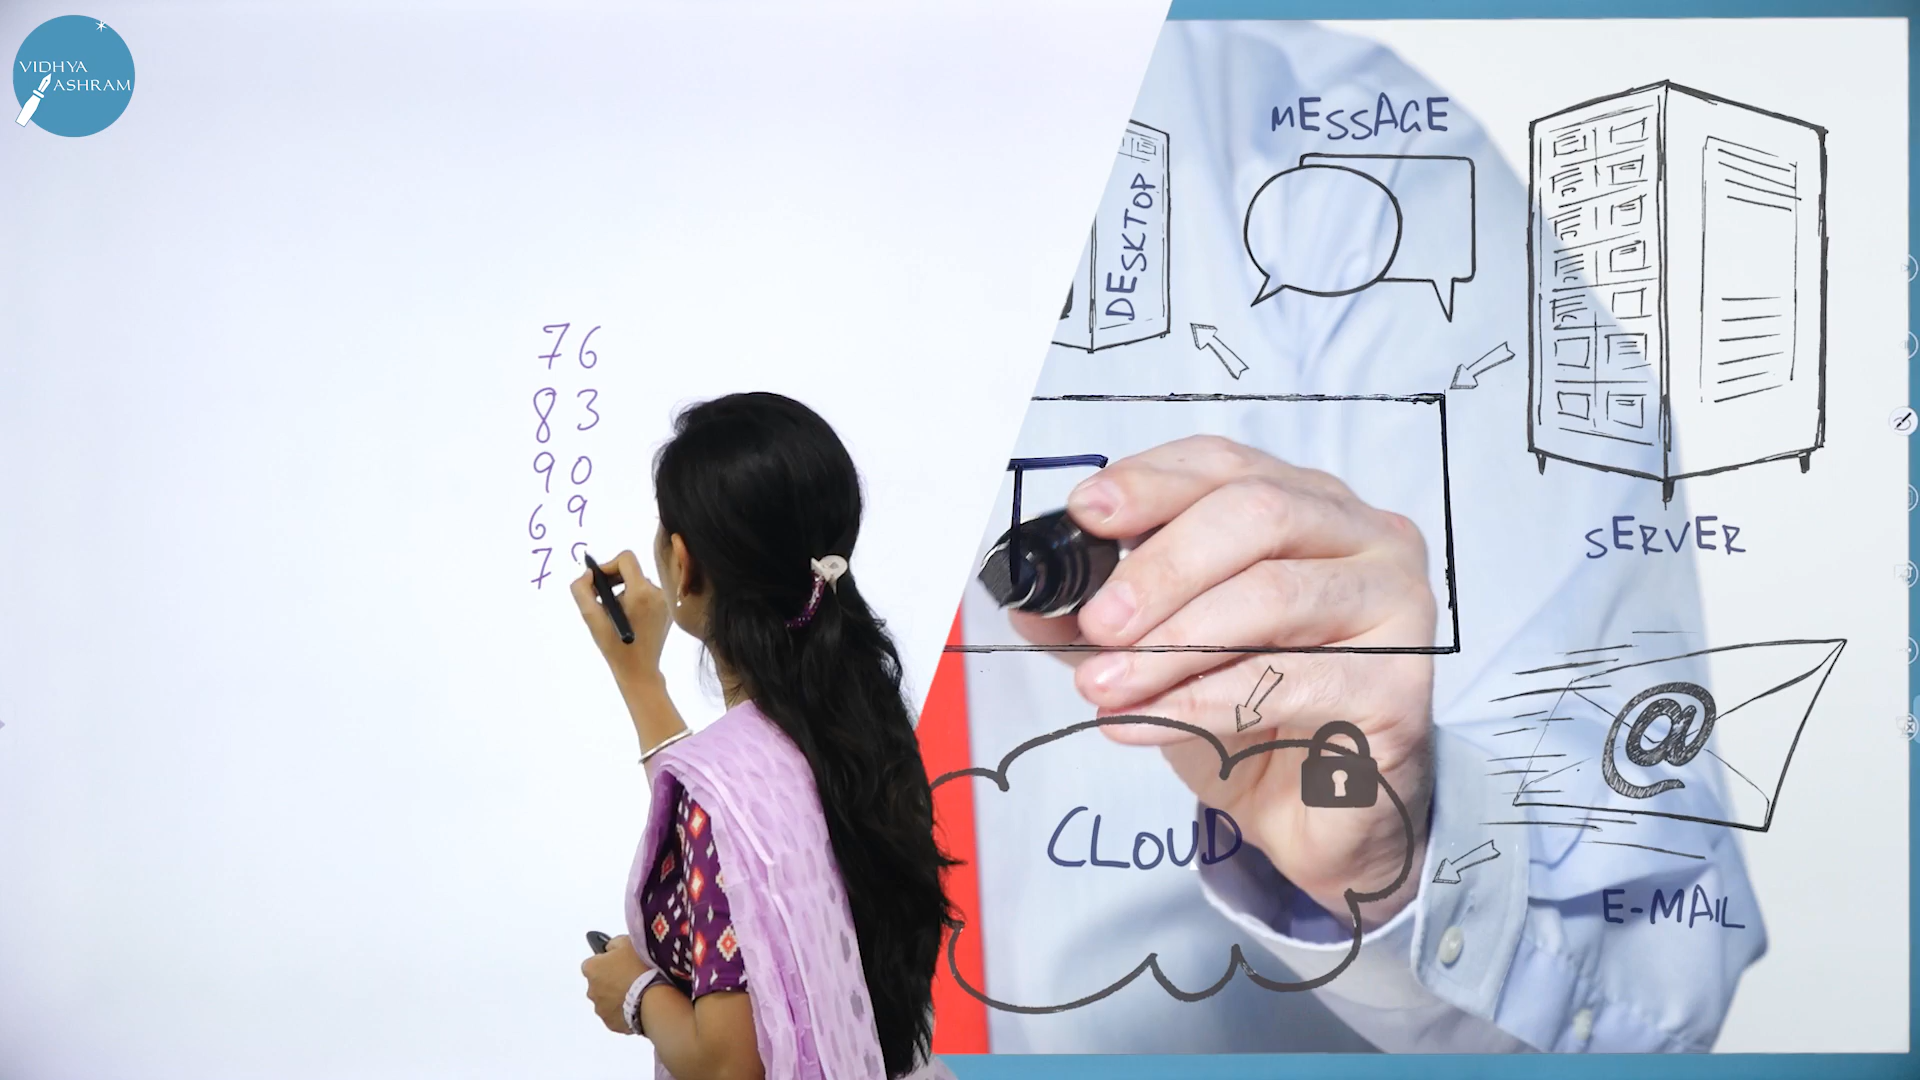 VIDHYA
ASHRAM
76
83
90
69
7
DESKTOP
MESSAGE
SERVER
CLOUD
@
E-MAIL